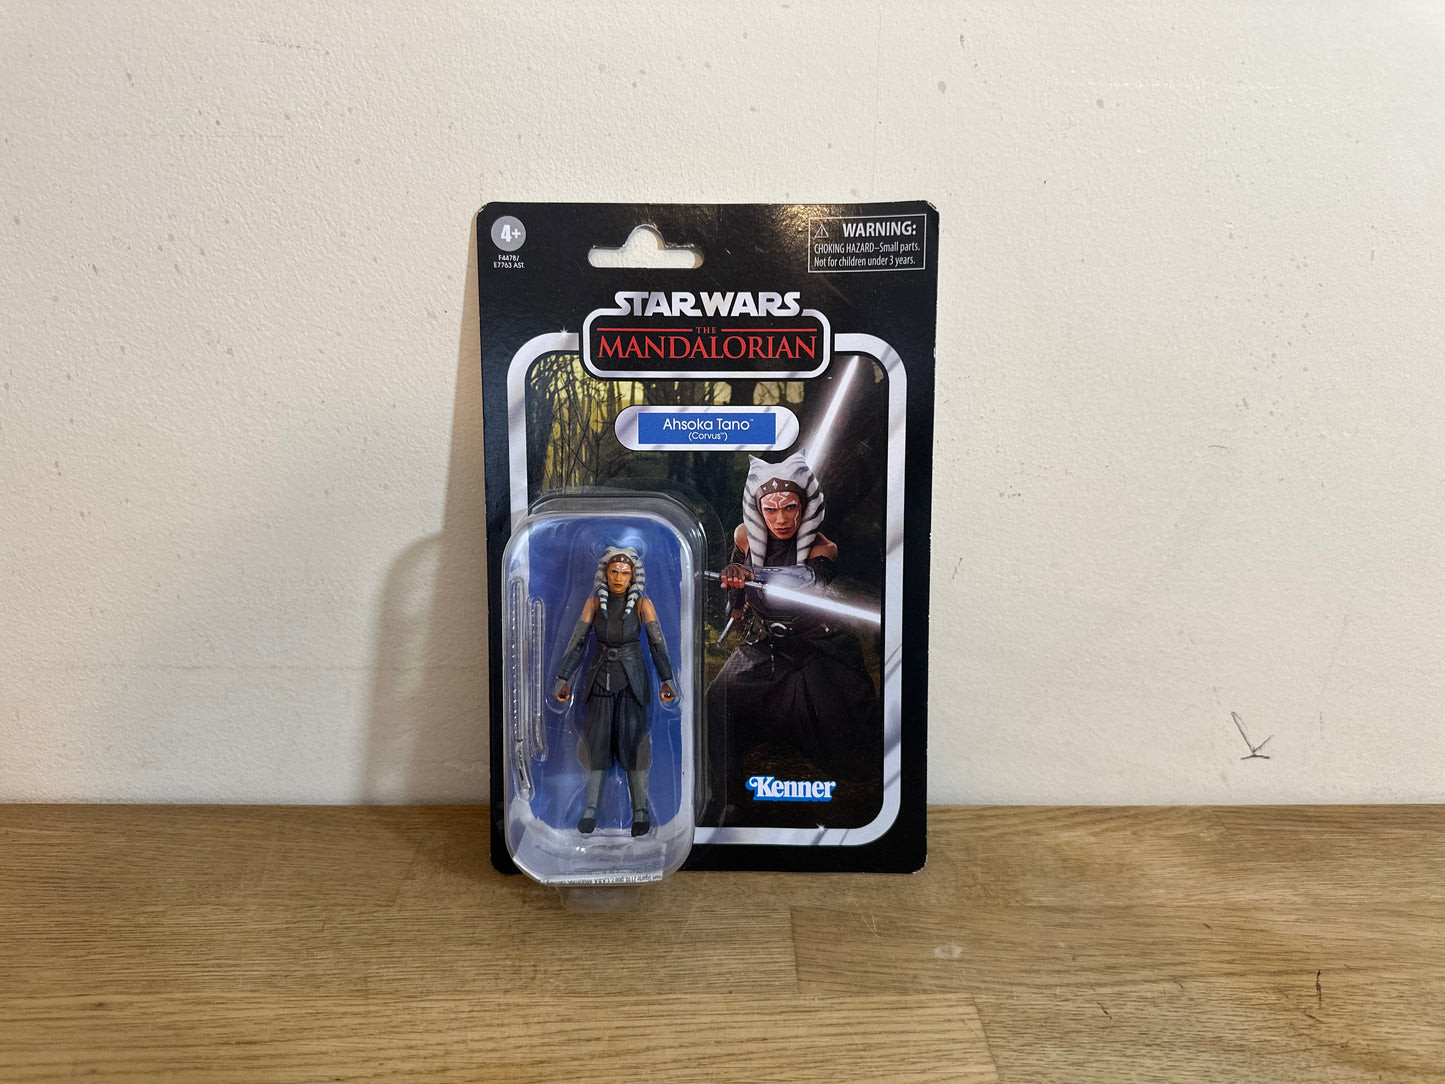 4+
F4478/
E7763 AST.
WARNING:
CHOKING HAZARD–Small parts.
Not for children under 3 years.
STAR WARS
THE
MANDALORIAN
Ahsoka Tano™
(Corvus™)
Kenner